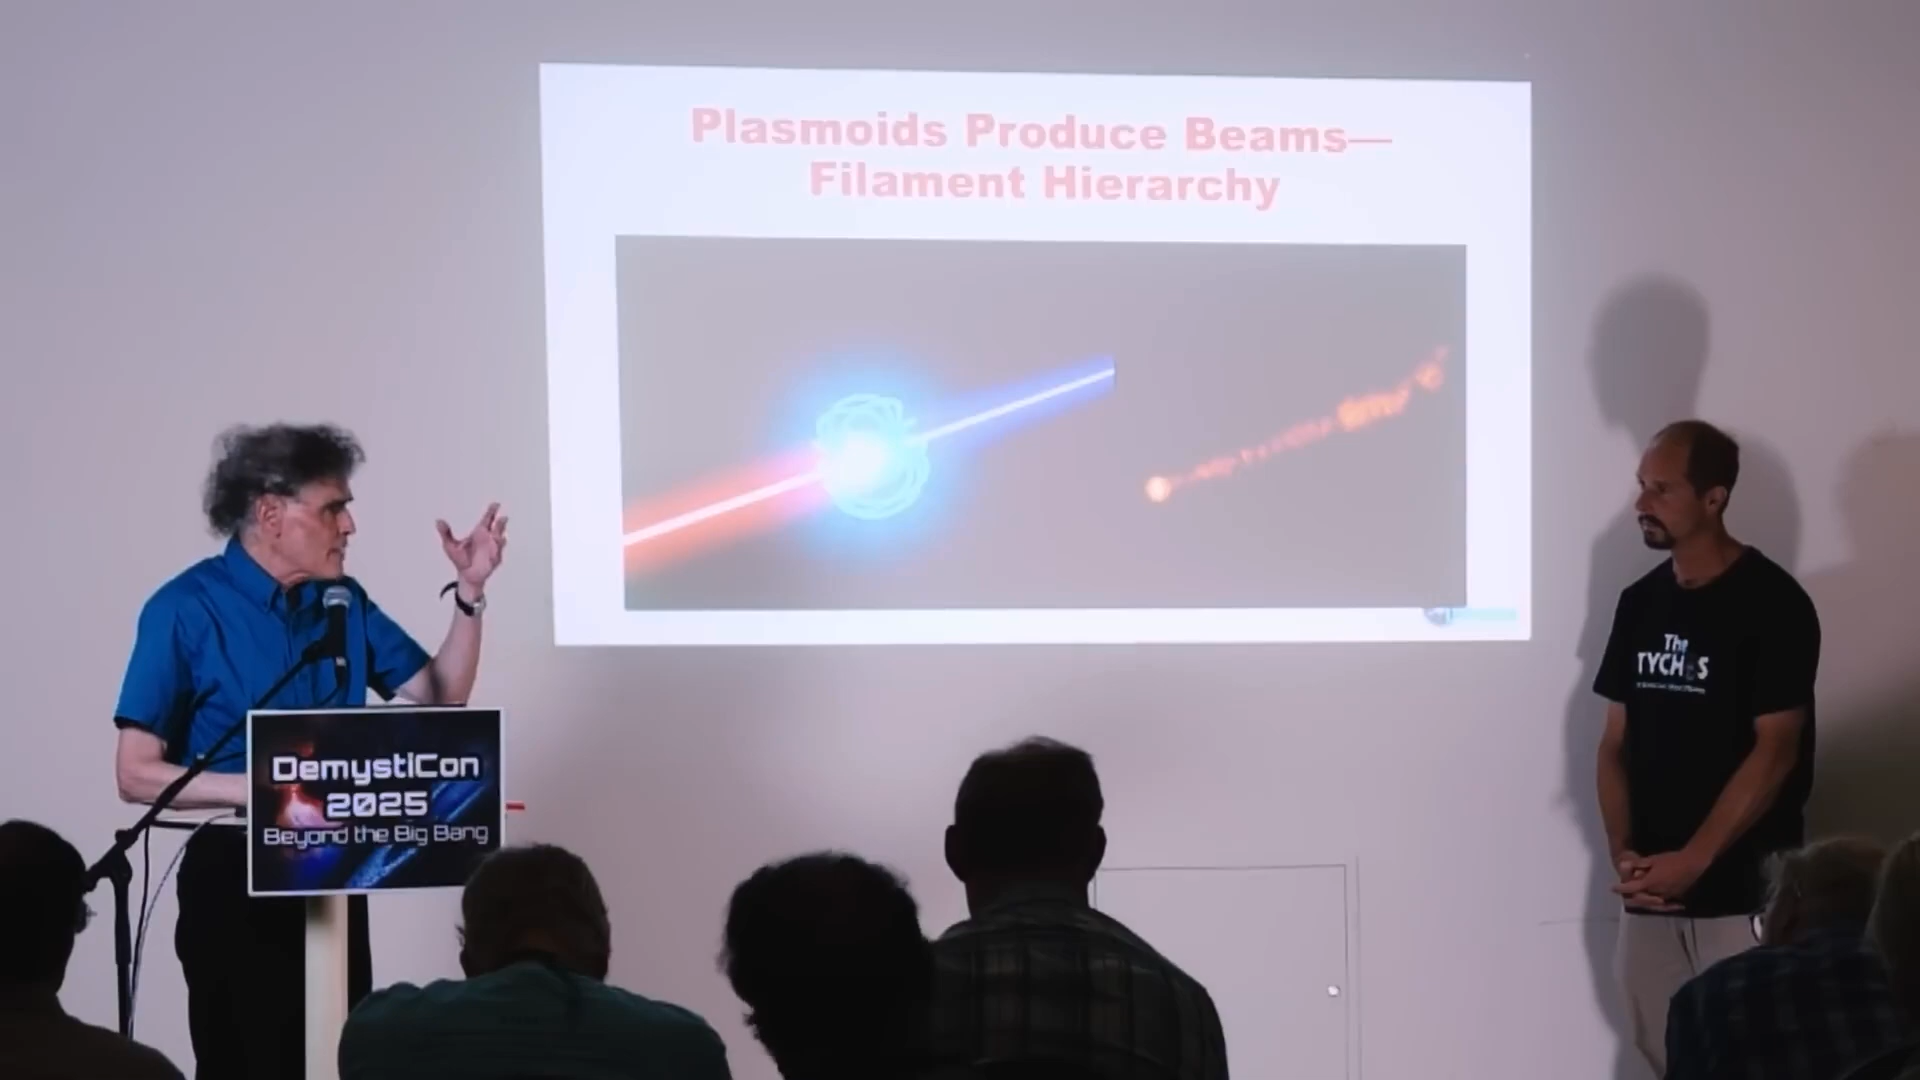 Plasmoids Produce Beams—
Filament Hierarchy
The
TYCH S
DemystiCon
2025
Beyond the Big Bang